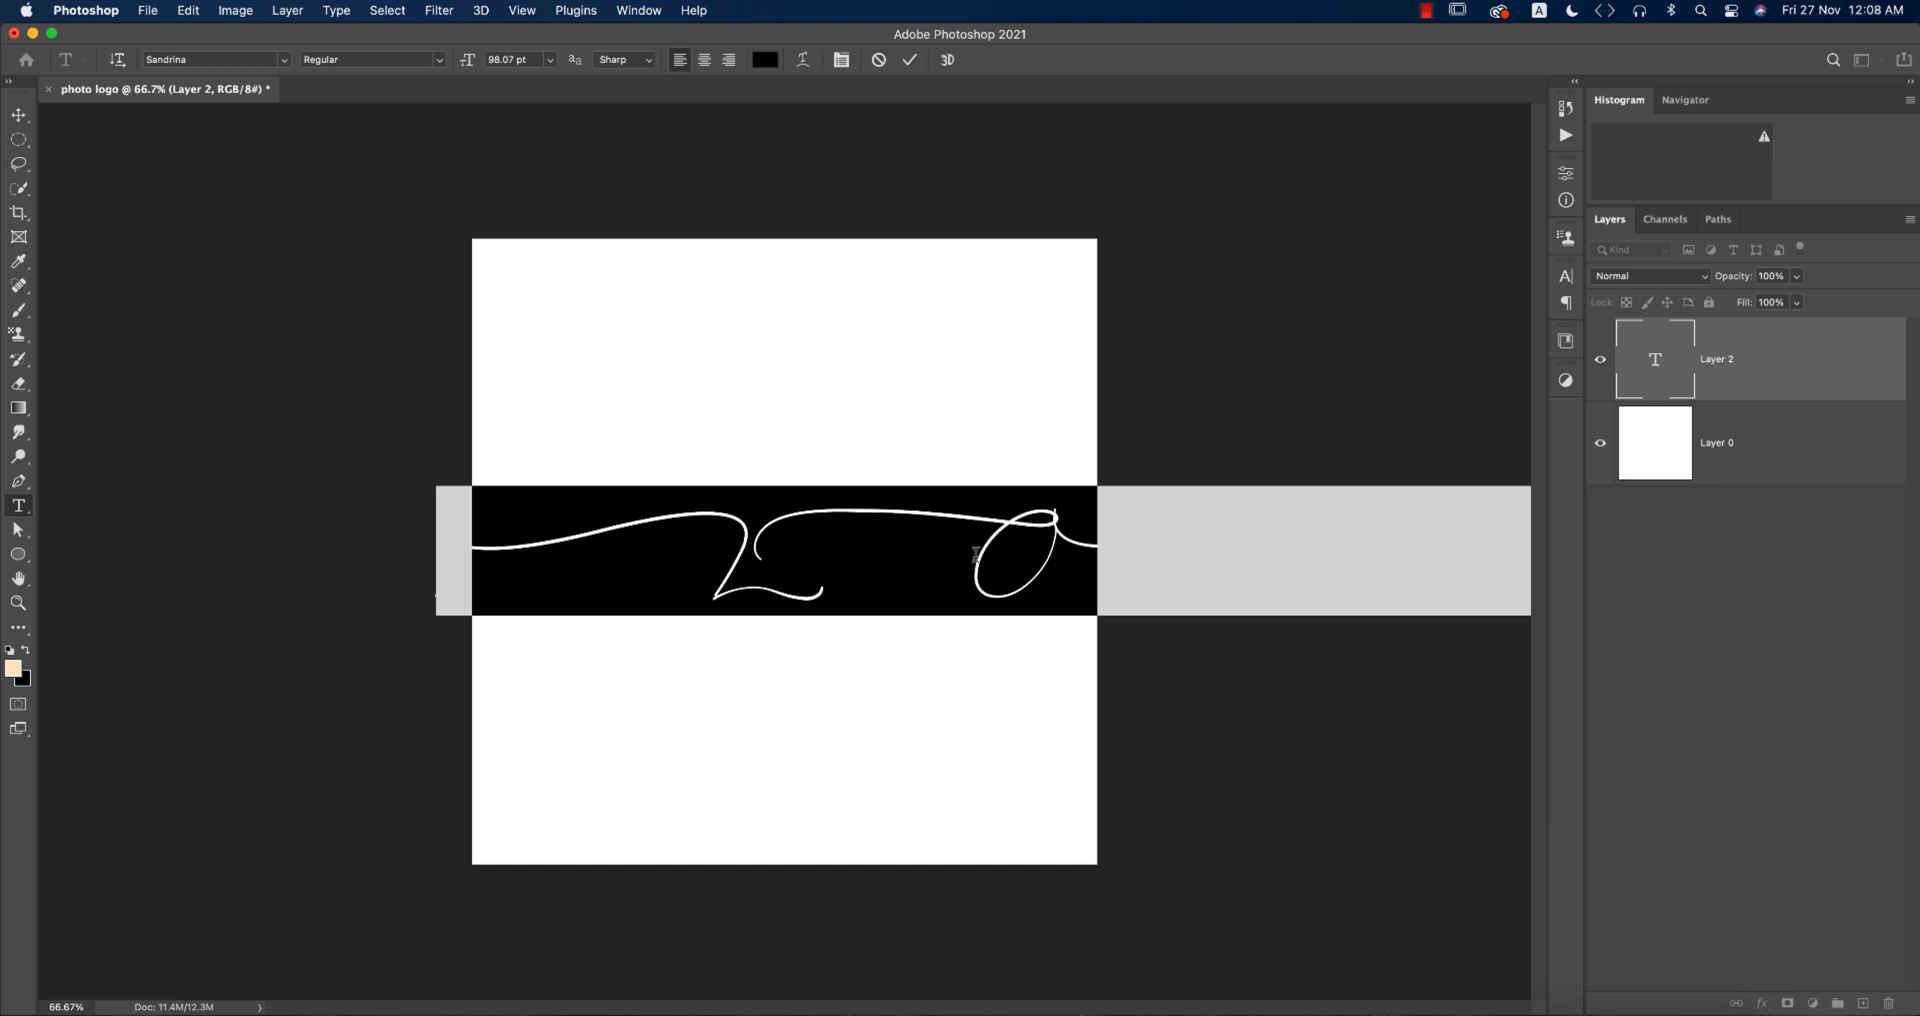 Photoshop File Edit Image Layer Type Select Filter 3D View Plugins Window Help
A
Fri 27 Nov 12:08 AM
Adobe Photoshop 2021
Sandrina
Regular
98.07 pt
Sharp
3D
photo logo @ 66.7% (Layer 2, RGB/8#) *
Histogram Navigator
Layers Channels Paths
Kind
Normal
Opacity: 100%
Lock:
Fill: 100%
T Layer 2
Layer 0
66.67% Doc: 11.4M/12.3M